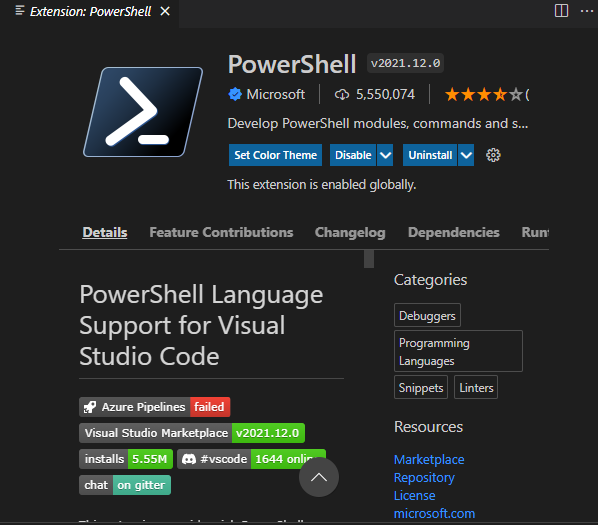 Extension: PowerShell
PowerShell v2021.12.0
Microsoft 5,550,074 (
Develop PowerShell modules, commands and s...
Set Color Theme Disable Uninstall
This extension is enabled globally.
Details Feature Contributions Changelog Dependencies
PowerShell Language
Support for Visual
Studio Code
Azure Pipelines failed
Visual Studio Marketplace v2021.12.0
installs 5.55M #vscode 1644 online
chat on gitter
Categories
Debuggers
Programming
Languages
Snippets Linters
Resources
Marketplace
Repository
License
microsoft.com